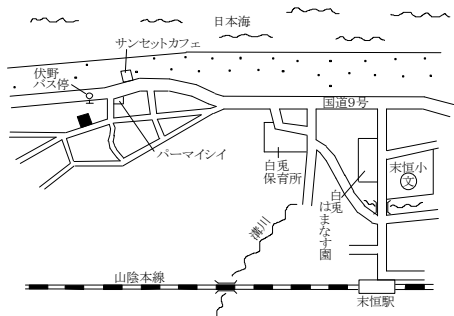 日本海
サンセットカフェ
伏野
バス停
国道9号
パーマイシイ
白兎
保育所
白兎
はまなす園
末恒小
文
溝川
山陰本線
末恒駅